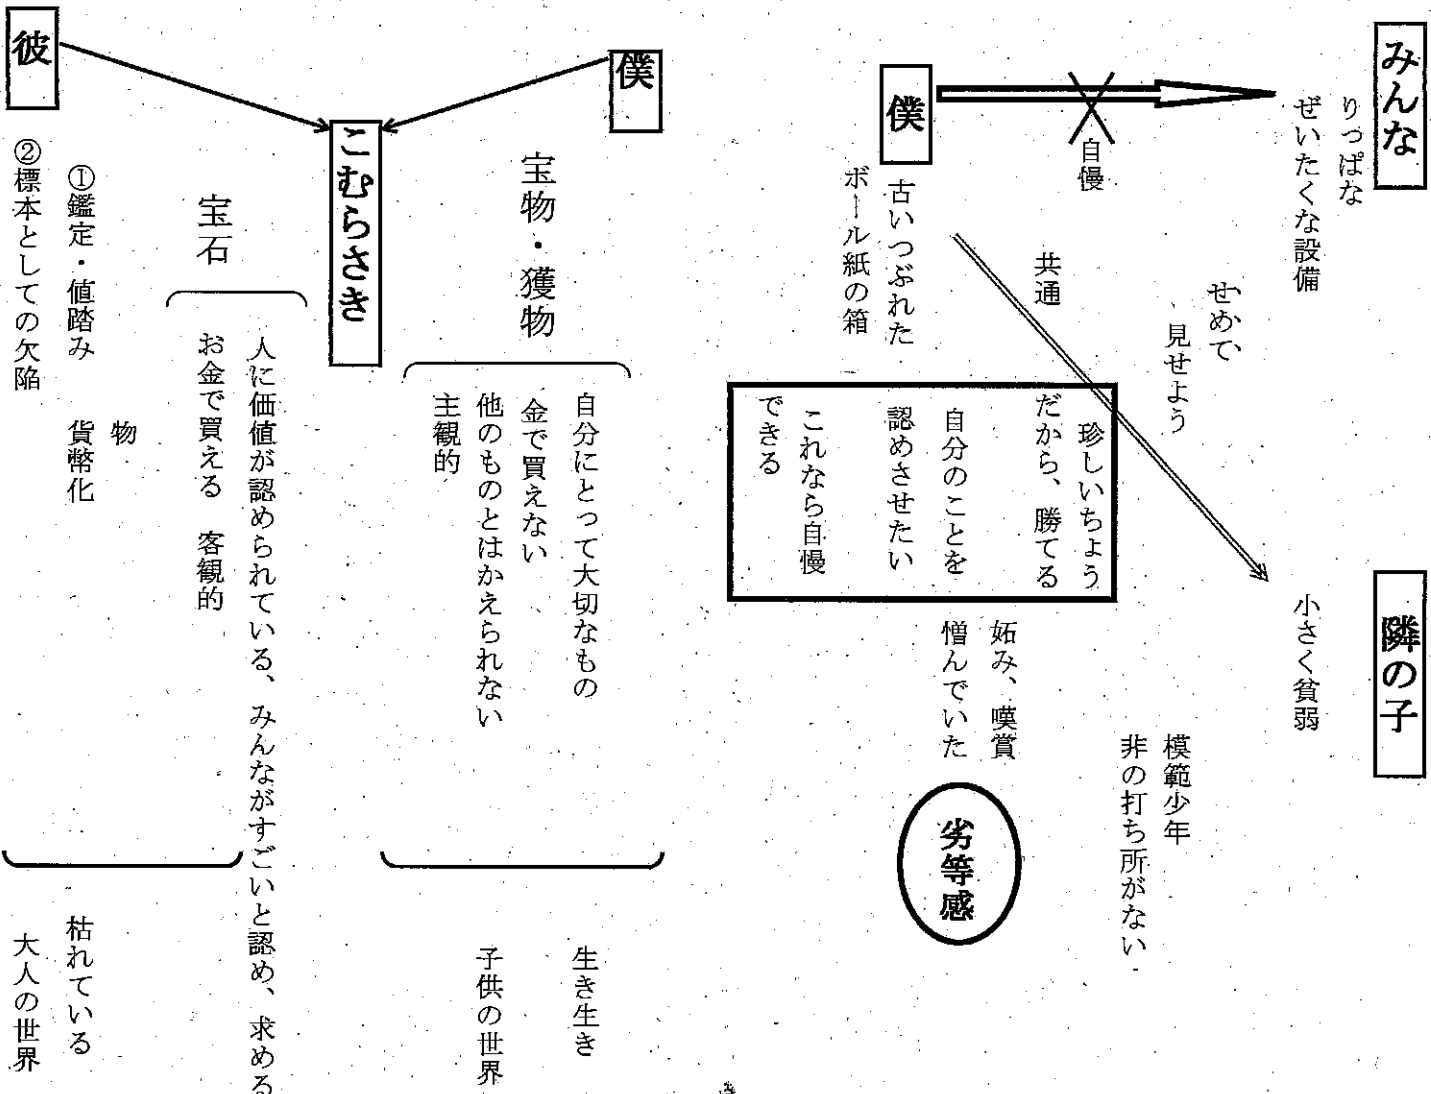 みんな
りっぱな
ぜいたくな設備
自慢
僕
古いつぶれた
ボール紙の箱
せめて、
見せよう
共通
隣の子
小さく貧弱
模範少年
非の打ち所がない
珍しいちょう
だから、勝てる
自分のことを
認めさせたい
これなら自慢
できる
妬み、嘆賞
憎んでいた
劣等感
僕
宝物・獲物
自分にとって大切なもの
金で買えない
他のものとはかえられない
主観的
生き生き
子供の世界
こむらさき
彼
宝石
人に価値が認められている、みんながすごいと認め、求める
お金で買える 客観的
物
①鑑定・値踏み 貨幣化
②標本としての欠陥
枯れている
大人の世界